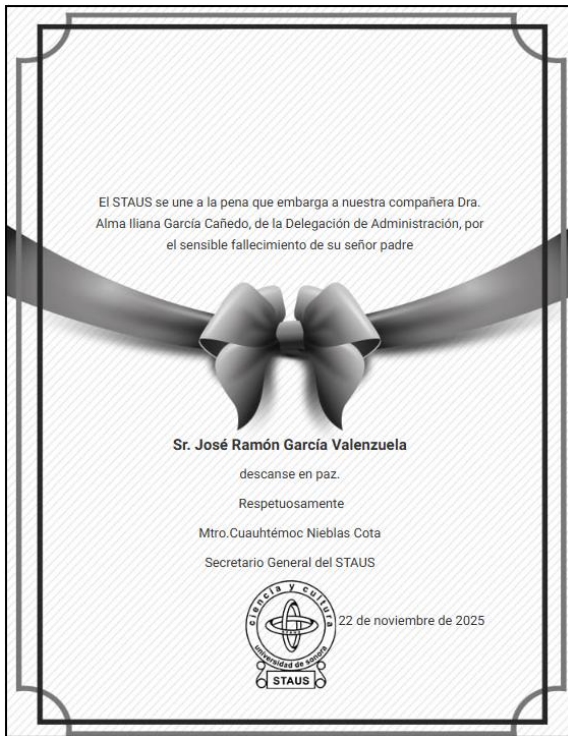 El STAUS se une a la pena que embarga a nuestra compañera Dra.
Alma Iliana García Cañedo, de la Delegación de Administración, por
el sensible fallecimiento de su señor padre
Sr. José Ramón García Valenzuela
descanse en paz.
Respetuosamente
Mtro.Cuauhtémoc Nieblas Cota
Secretario General del STAUS
ciencia y cultura
STAUS
universidad de sonora
STAUS
22 de noviembre de 2025